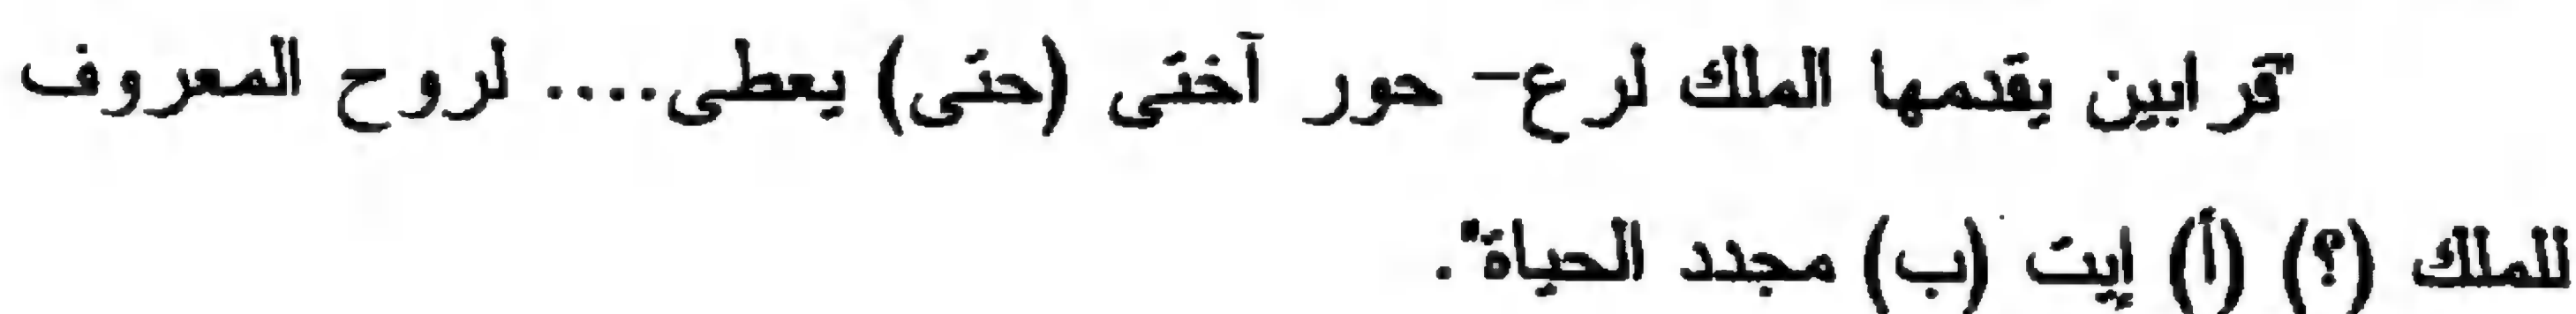 "قرابين يقدمها الملك لرع- حور آختى (حتى) يعطى.... لروح المعروف
للملك (؟) (أ) إيت (ب) مجدد الحياة".